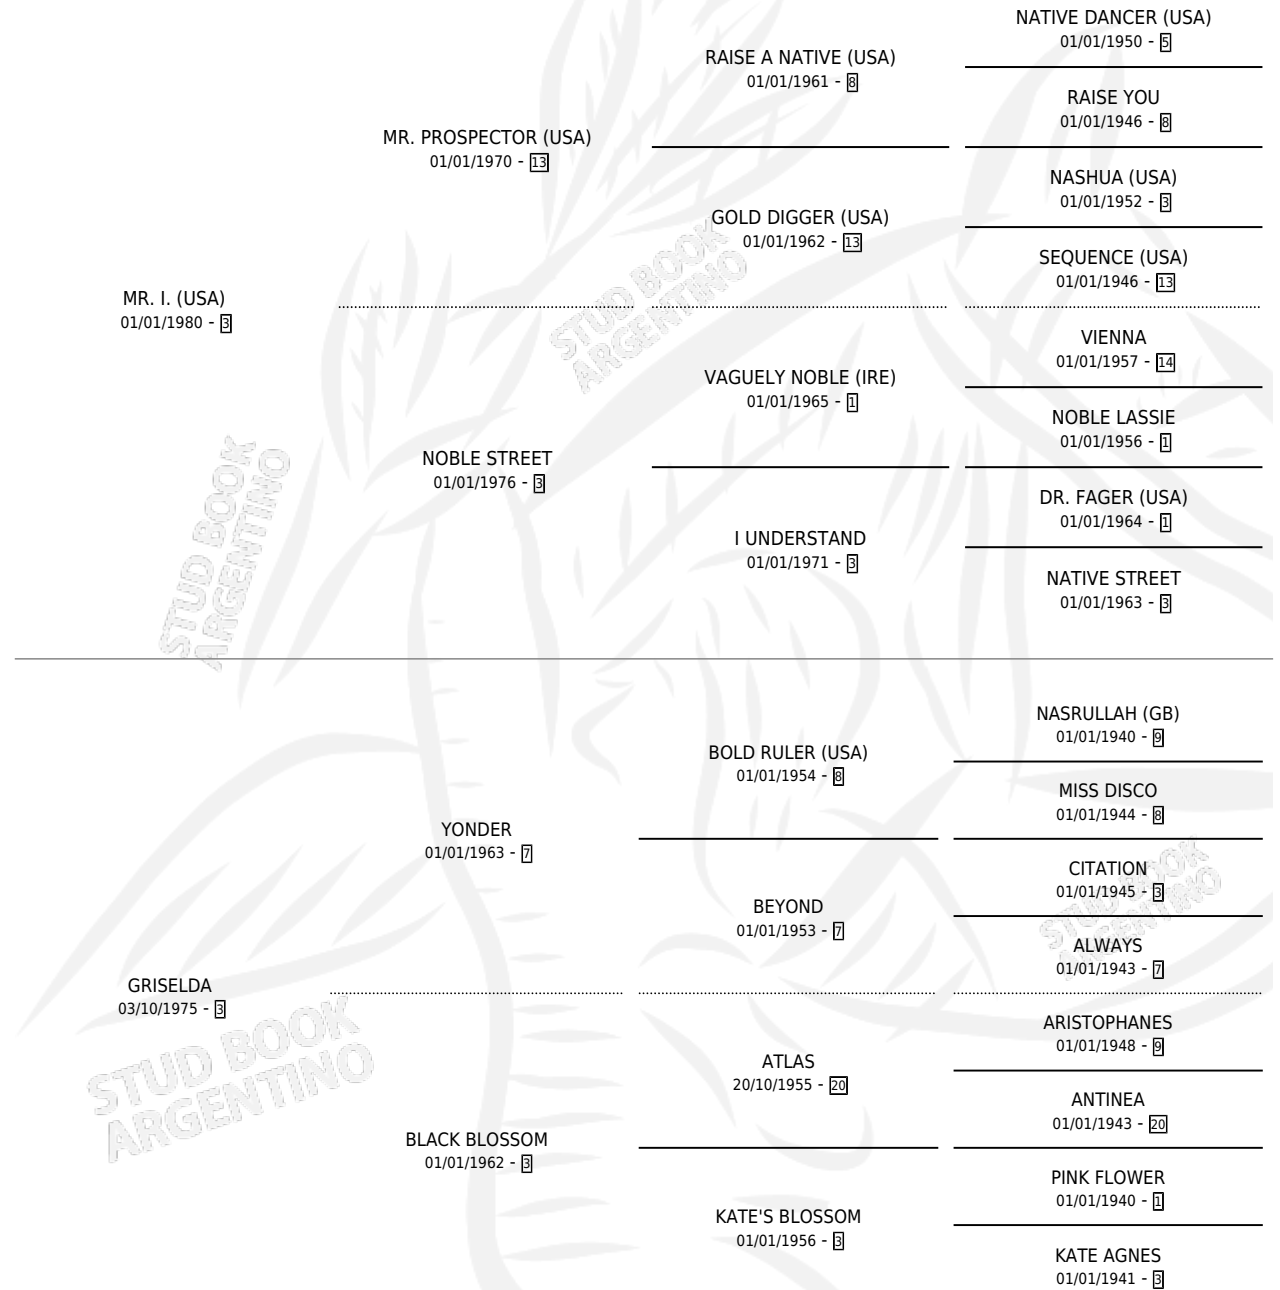 NATIVE DANCER (USA)
01/01/1950 - 5
RAISE A NATIVE (USA)
01/01/1961 - 8
RAISE YOU
01/01/1946 - 8
MR. PROSPECTOR (USA)
01/01/1970 - 13
NASHUA (USA)
01/01/1952 - 3
GOLD DIGGER (USA)
01/01/1962 - 13
SEQUENCE (USA)
01/01/1946 - 13
MR. I. (USA)
01/01/1980 - 3
STUD BOOK
ARGENTINO
VIENNA
01/01/1957 - 14
VAGUELY NOBLE (IRE)
01/01/1965 - 1
NOBLE LASSIE
01/01/1956 - 1
NOBLE STREET
01/01/1976 - 3
DR. FAGER (USA)
01/01/1964 - 1
I UNDERSTAND
01/01/1971 - 3
NATIVE STREET
01/01/1963 - 3
STUD BOOK
ARGENTINO
NASRULLAH (GB)
01/01/1940 - 9
BOLD RULER (USA)
01/01/1954 - 8
MISS DISCO
01/01/1944 - 8
YONDER
01/01/1963 - 7
CITATION
01/01/1945 - 3
BEYOND
01/01/1953 - 7
ALWAYS
01/01/1943 - 7
STUD BOOK
ARGENTINO
GRISELDA
03/10/1975 - 3
ARISTOPHANES
01/01/1948 - 9
ATLAS
20/10/1955 - 20
ANTINEA
01/01/1943 - 20
STUD BOOK
ARGENTINO
BLACK BLOSSOM
01/01/1962 - 3
PINK FLOWER
01/01/1940 - 1
KATE'S BLOSSOM
01/01/1956 - 3
KATE AGNES
01/01/1941 - 3